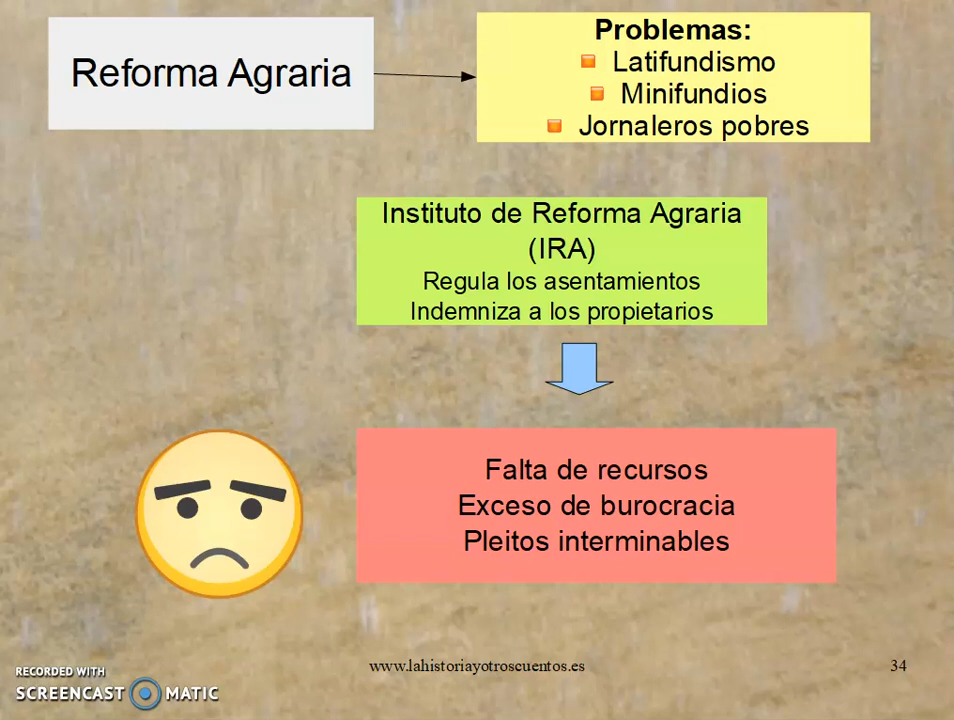 Reforma Agraria
Problemas:
Latifundismo
Minifundios
Jornaleros pobres
Instituto de Reforma Agraria
(IRA)
Regula los asentamientos
Indemniza a los propietarios
Falta de recursos
Exceso de burocracia
Pleitos interminables
RECORDED WITH
SCREENCAST MATIC
www.lahistoriayotroscuentos.es
34